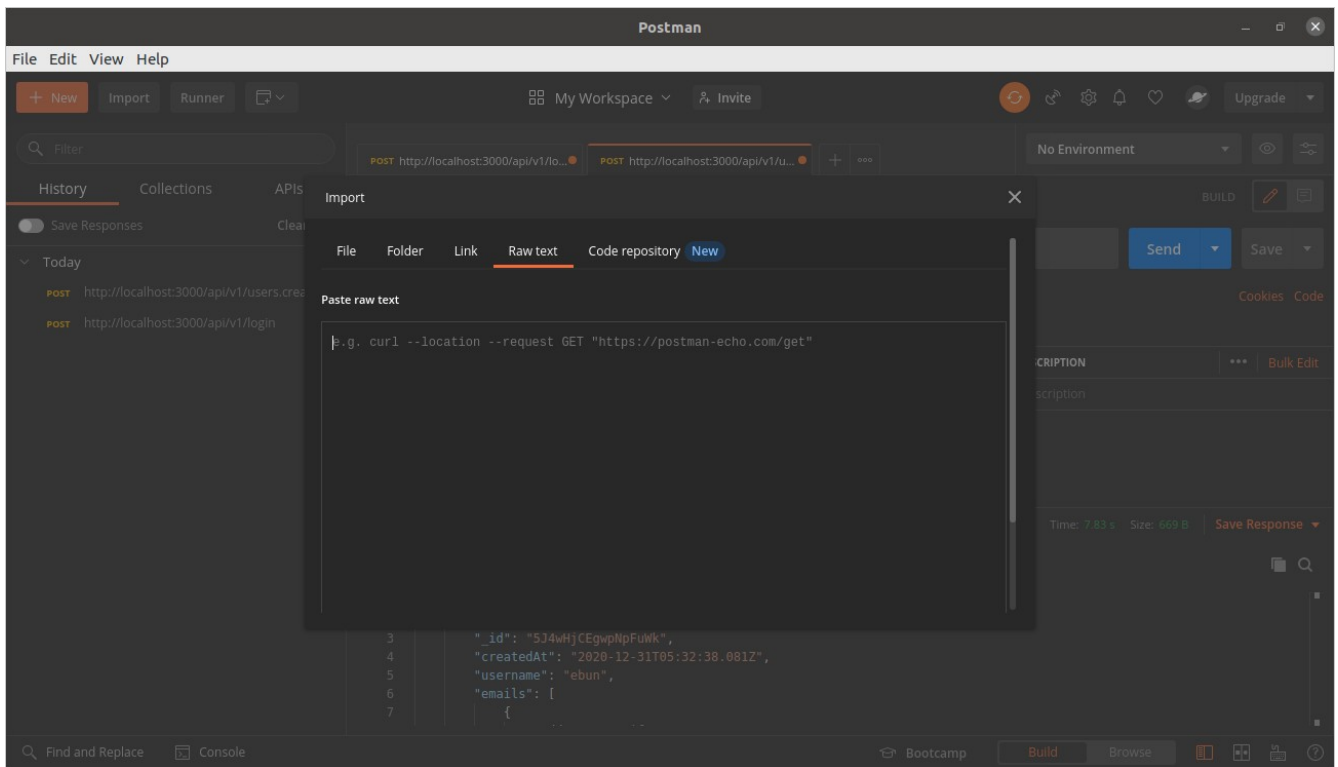 Postman
File Edit View Help
+ New Import Runner My Workspace Invite Upgrade
Filter
POST http://localhost:3000/api/v1/lo... POST http://localhost:3000/api/v1/u... + ooo
No Environment
History Collections APIs
Import
BUILD
Save Responses Clea
File Folder Link Raw text Code repository New
Send Save
Today
POST http://localhost:3000/api/v1/users.crea
Paste raw text
Cookies Code
POST http://localhost:3000/api/v1/login
e.g. curl --location --request GET "https://postman-echo.com/get"
CRIPTION ••• Bulk Edit
scription
Time: 7.83 s Size: 669 B Save Response
3 "_id": "5J4wHjCEgwpNpFuWk",
4 "createdAt": "2020-12-31T05:32:38.081Z",
5 "username": "ebun",
6 "emails": [
7 {
Find and Replace Console Bootcamp Build Browse